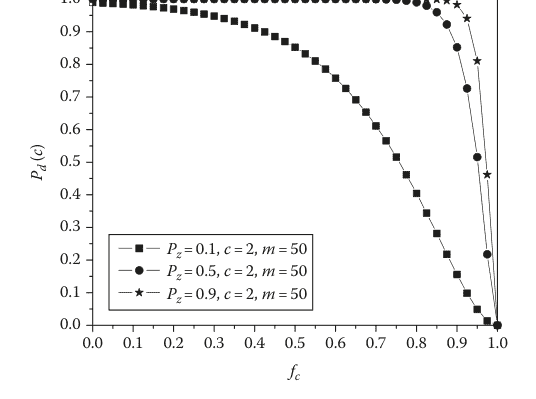 1.0
0.9
0.8
0.7
0.6
0.5
0.4
0.3
0.2
0.1
0.0
P_d(c)
P_z = 0.1, c = 2, m = 50
P_z = 0.5, c = 2, m = 50
P_z = 0.9, c = 2, m = 50
0.0 0.1 0.2 0.3 0.4 0.5 0.6 0.7 0.8 0.9 1.0
f_c